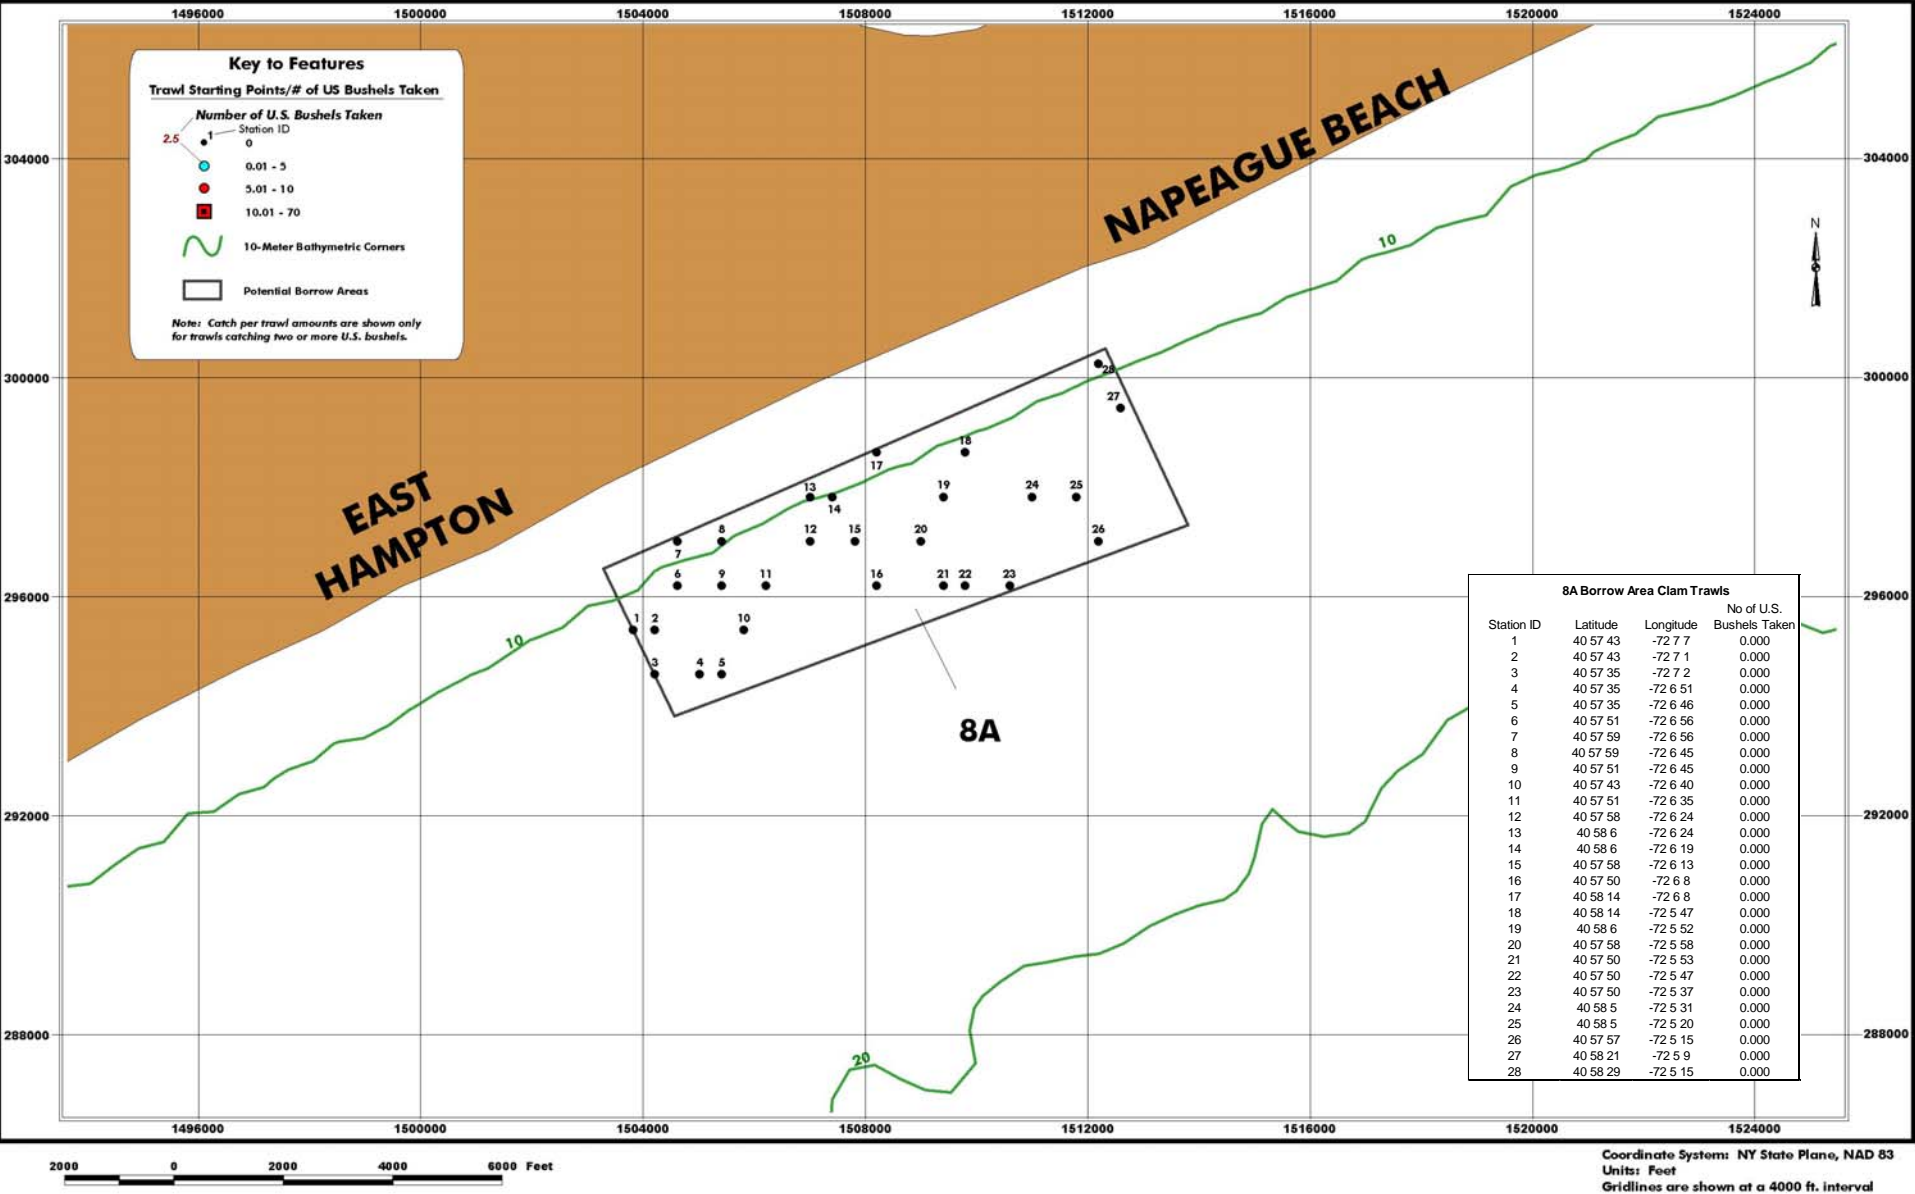 1496000 1500000 1504000 1508000 1512000 1516000 1520000 1524000
Key to Features
Trawl Starting Points/# of US Bushels Taken
Number of U.S. Bushels Taken
Station ID
2.5
1
0
0.01 - 5
5.01 - 10
10.01 - 70
10-Meter Bathymetric Corners
Potential Borrow Areas
Note: Catch per trawl amounts are shown only
for trawls catching two or more U.S. bushels.
NAPEAGUE BEACH
304000 304000
N
10
300000 300000
28
27
18
17
EAST
HAMPTON
13
14
19
24
25
7
8
12
15
20
26
6
9
11
16
21
22
23
296000 296000
1
2
10
10
3
4
5
8A
8A Borrow Area Clam Trawls
No of U.S.
Station ID Latitude Longitude Bushels Taken
1 40 57 43 -72 7 7 0.000
2 40 57 43 -72 7 1 0.000
3 40 57 35 -72 7 2 0.000
4 40 57 35 -72 6 51 0.000
5 40 57 35 -72 6 46 0.000
6 40 57 51 -72 6 56 0.000
7 40 57 59 -72 6 56 0.000
8 40 57 59 -72 6 45 0.000
9 40 57 51 -72 6 45 0.000
10 40 57 43 -72 6 40 0.000
11 40 57 51 -72 6 35 0.000
12 40 57 58 -72 6 24 0.000
13 40 58 6 -72 6 24 0.000
14 40 58 6 -72 6 19 0.000
15 40 57 58 -72 6 13 0.000
16 40 57 50 -72 6 8 0.000
17 40 58 14 -72 6 8 0.000
18 40 58 14 -72 5 47 0.000
19 40 58 6 -72 5 52 0.000
20 40 57 58 -72 5 58 0.000
21 40 57 50 -72 5 53 0.000
22 40 57 50 -72 5 47 0.000
23 40 57 50 -72 5 37 0.000
24 40 58 5 -72 5 31 0.000
25 40 58 5 -72 5 20 0.000
26 40 57 57 -72 5 15 0.000
27 40 58 21 -72 5 9 0.000
28 40 58 29 -72 5 15 0.000
292000 292000
288000 288000
20
1496000 1500000 1504000 1508000 1512000 1516000 1520000 1524000
2000 0 2000 4000 6000 Feet
Coordinate System: NY State Plane, NAD 83
Units: Feet
Gridlines are shown at a 4000 ft. interval